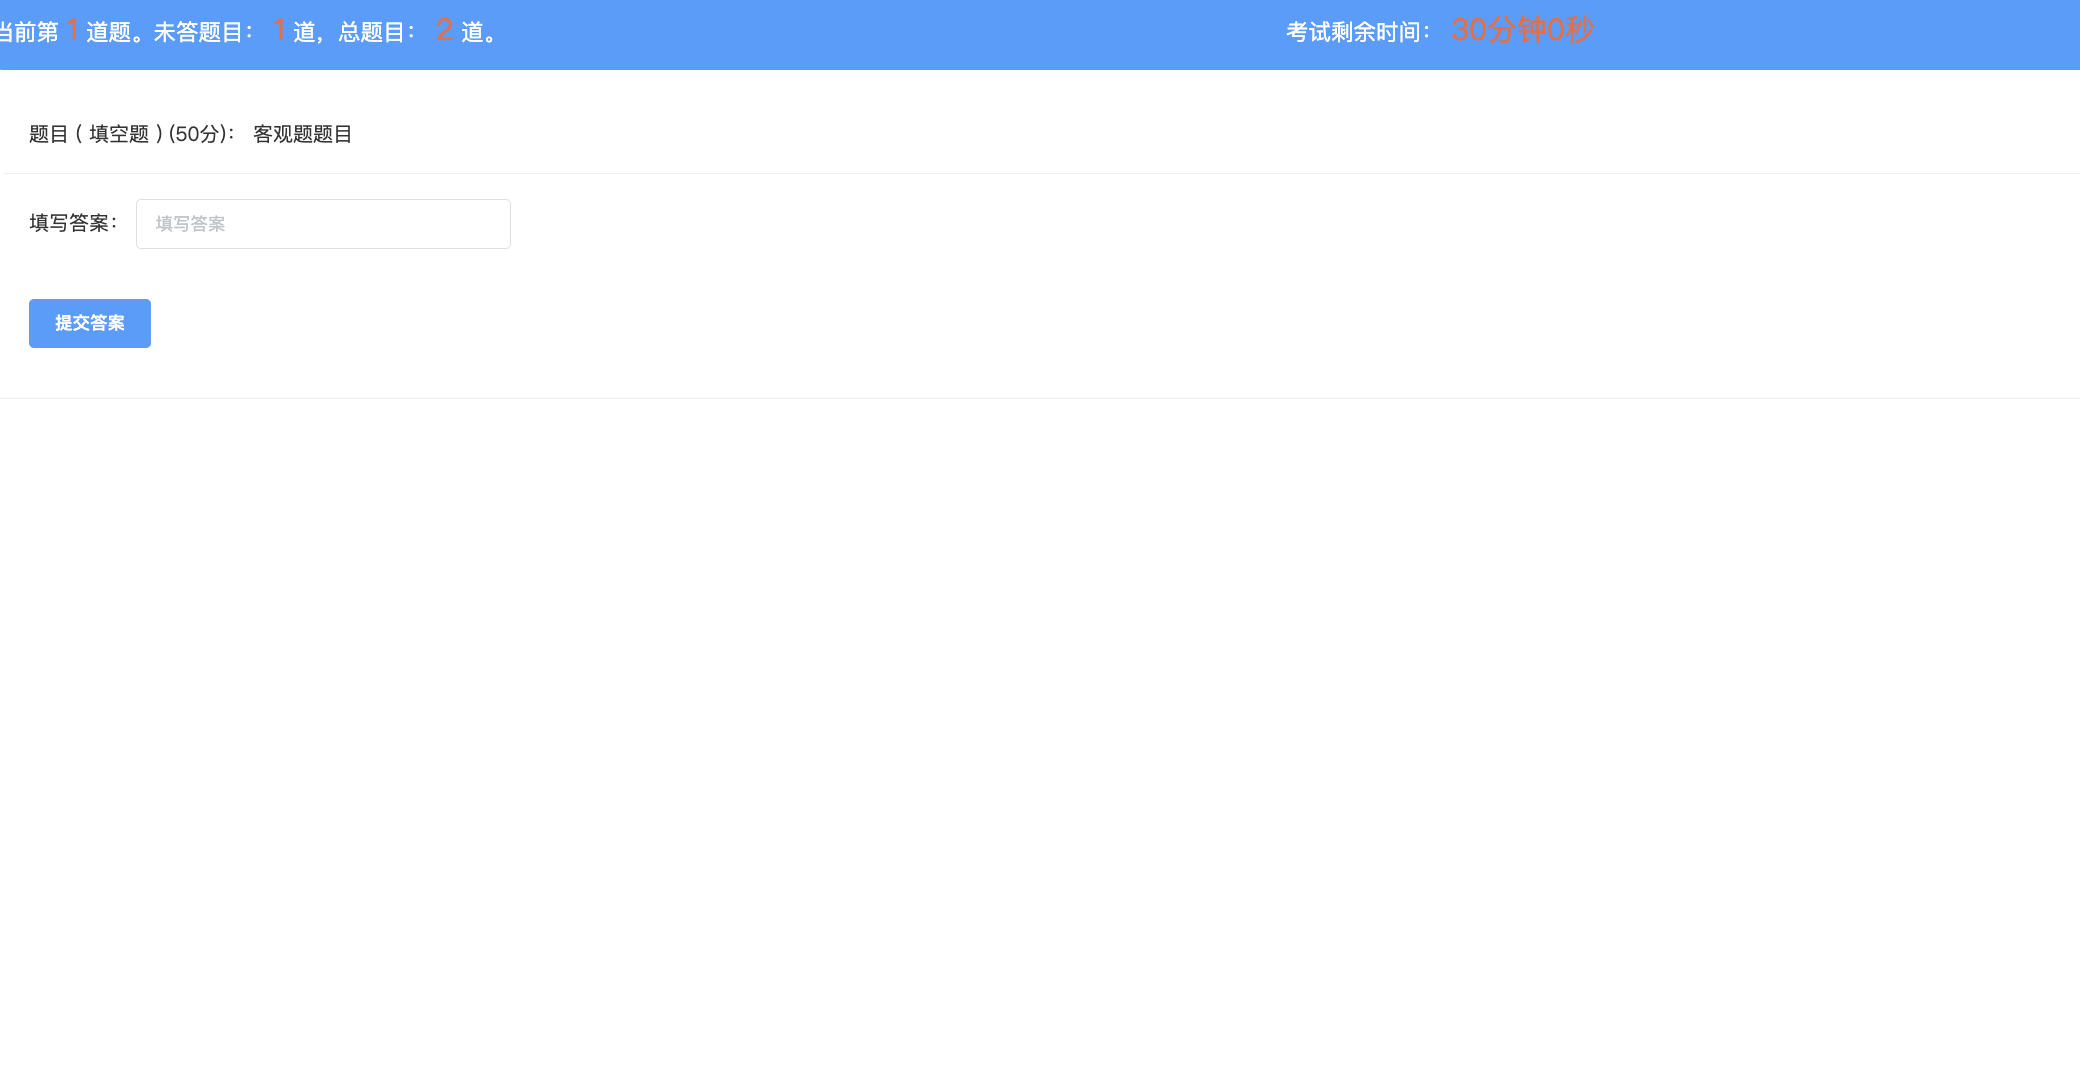 当前第 1 道题。未答题目： 1 道，总题目： 2 道。
考试剩余时间： 30分钟0秒
题目 ( 填空题 ) (50分)： 客观题题目
填写答案： 填写答案
提交答案